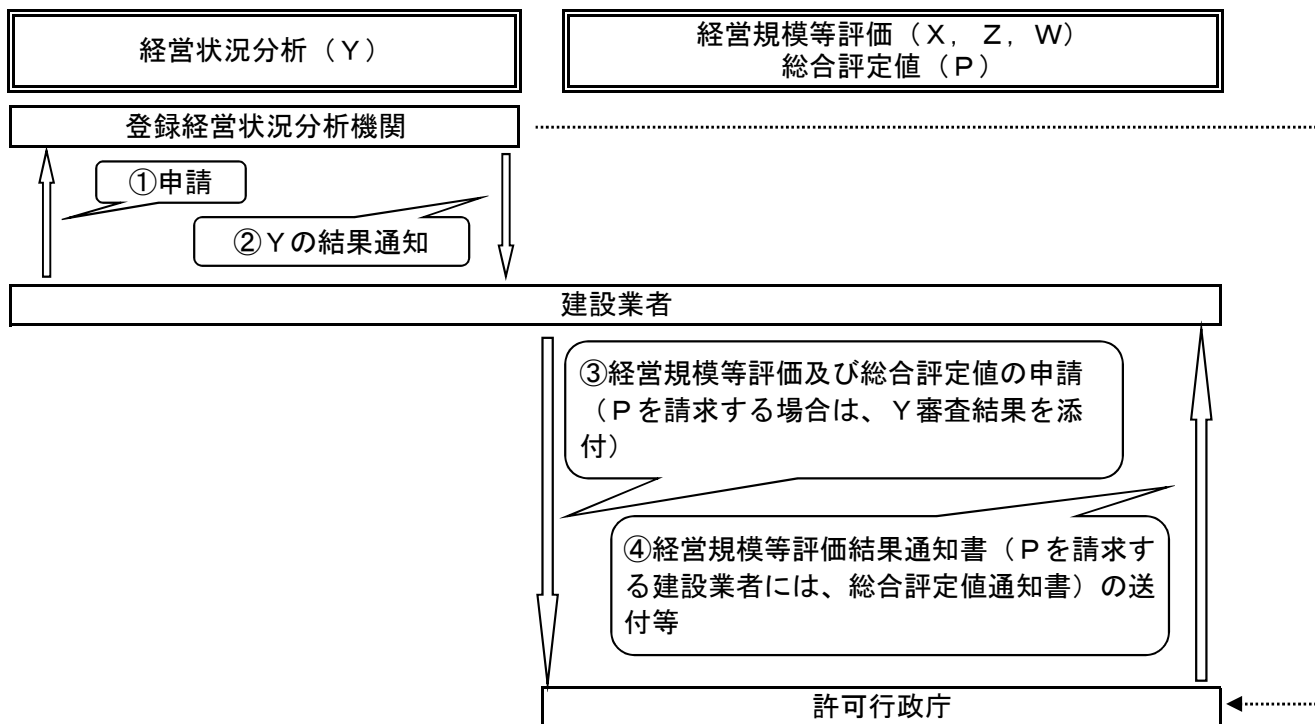 経営状況分析（Y）
経営規模等評価（X，Z，W）
総合評定値（P）
登録経営状況分析機関
①申請
②Yの結果通知
建設業者
③経営規模等評価及び総合評定値の申請
（Pを請求する場合は、Y審査結果を添
付）
④経営規模等評価結果通知書（Pを請求す
る建設業者には、総合評定値通知書）の送
付等
許可行政庁